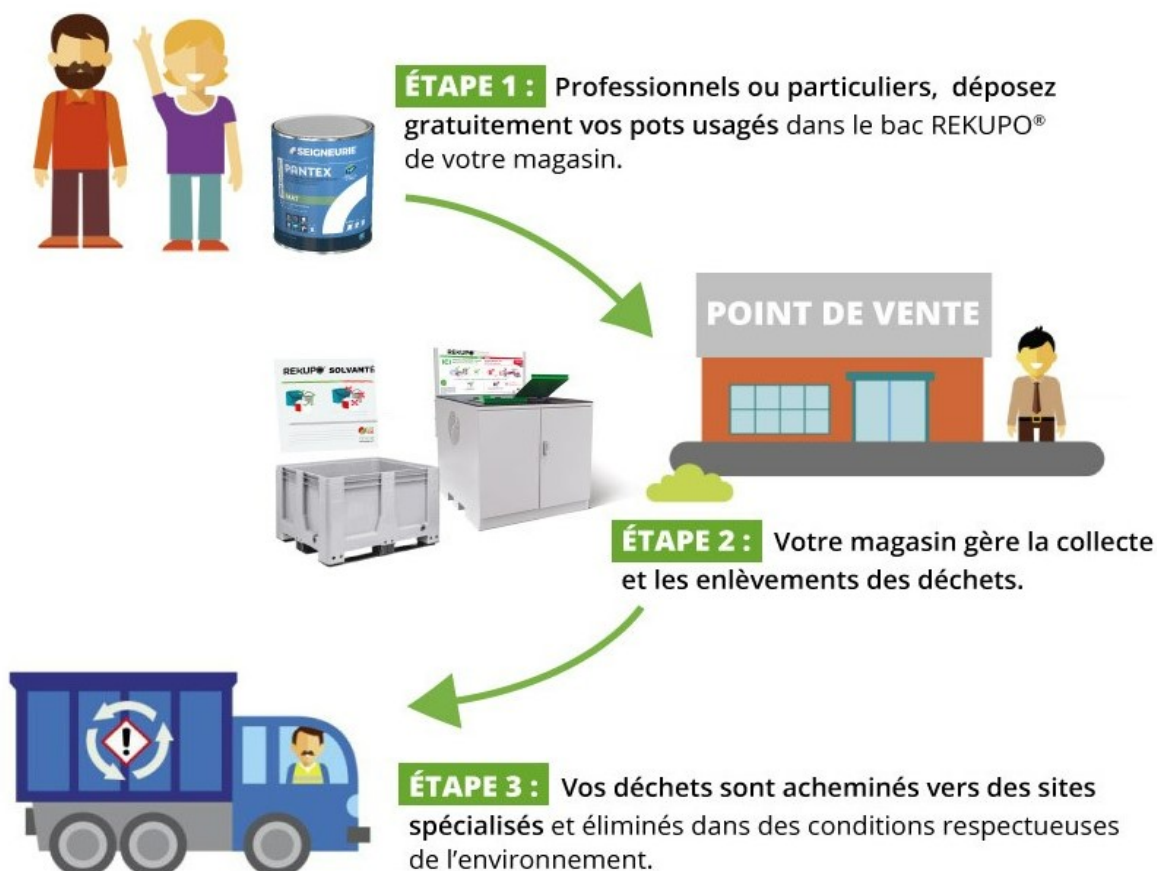 ÉTAPE 1 : Professionnels ou particuliers, déposez
gratuitement vos pots usagés dans le bac REKUPO®
de votre magasin.
SEIGNEURIE
PANTEX
MAT
POINT DE VENTE
REKUPO SOLVANTÉ
REKUPO
ÉTAPE 2 : Votre magasin gère la collecte
et les enlèvements des déchets.
!
ÉTAPE 3 : Vos déchets sont acheminés vers des sites
spécialisés et éliminés dans des conditions respectueuses
de l'environnement.